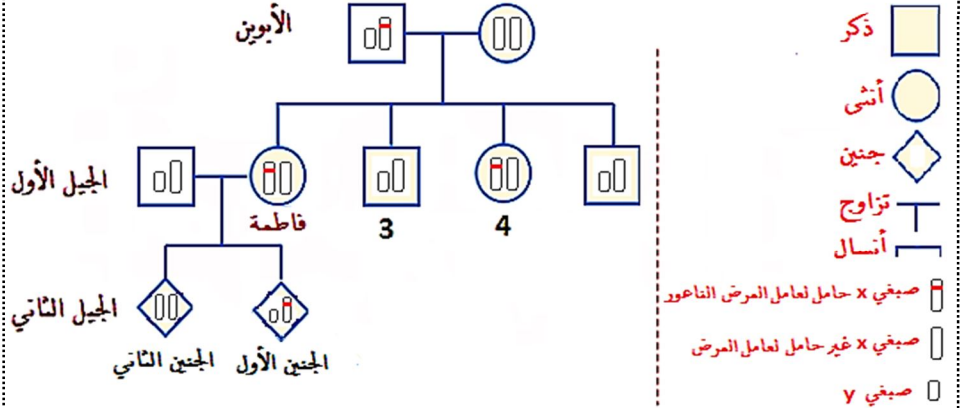 الأبوين
ذكر
أنثى
جنين
الجيل الأول
فاطمة
3
4
تزاوج
أنسال
صبغي x حامل لعامل المرض الناعور
الجيل الثاني
الجنين الثاني
الجنين الأول
صبغي x غير حامل لعامل المرض
صبغي y